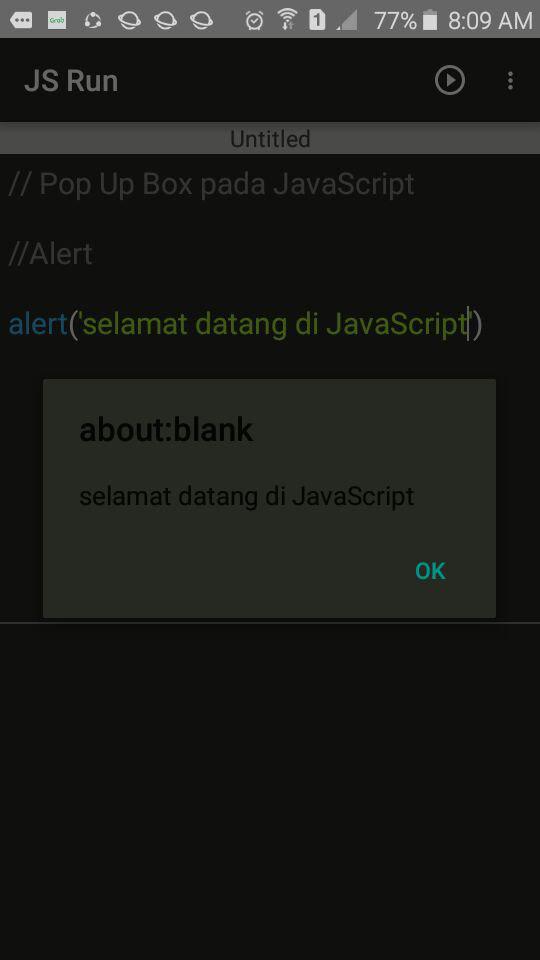 Grab
1
77%
8:09 AM
JS Run
Untitled
// Pop Up Box pada JavaScript
//Alert
alert('selamat datang di JavaScript')
about:blank
selamat datang di JavaScript
OK